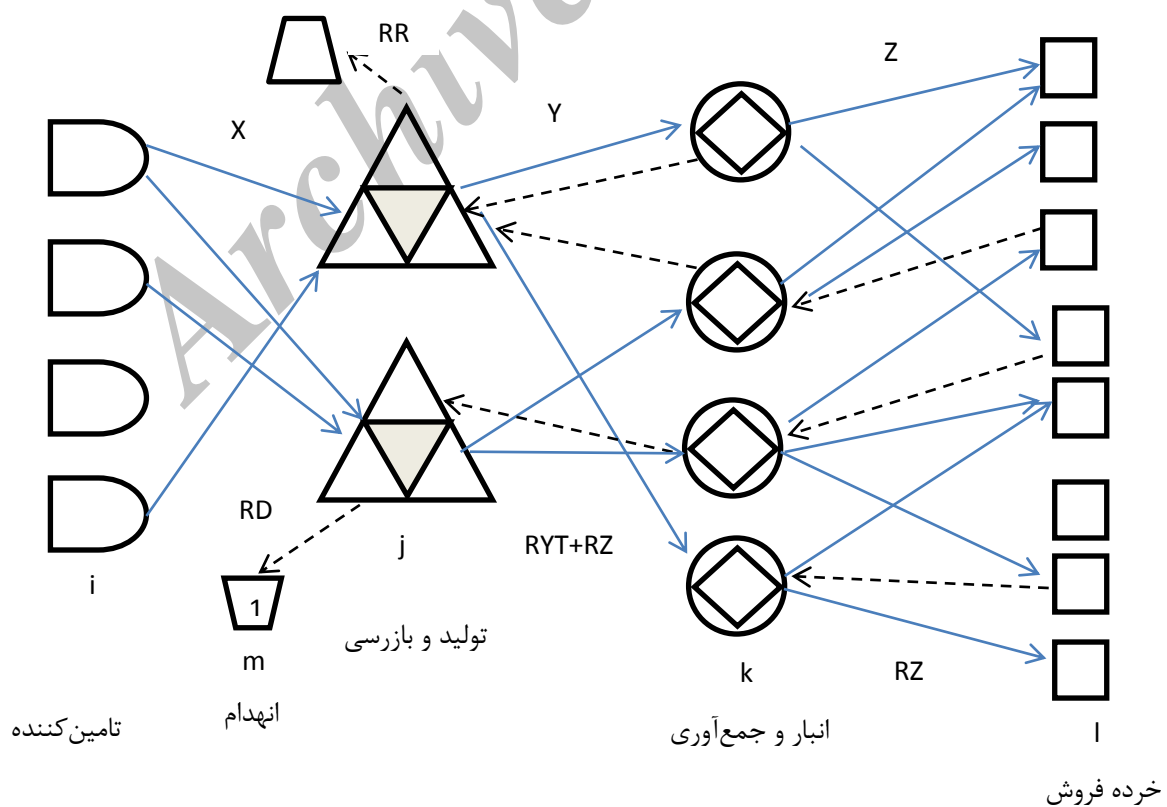 Archive
RR
X
Y
Z
RD
RYT+RZ
RZ
i
j
1
m
k
l
تولید و بازرسی
انهدام
تامین‌کننده
انبار و جمع‌آوری
خرده فروش